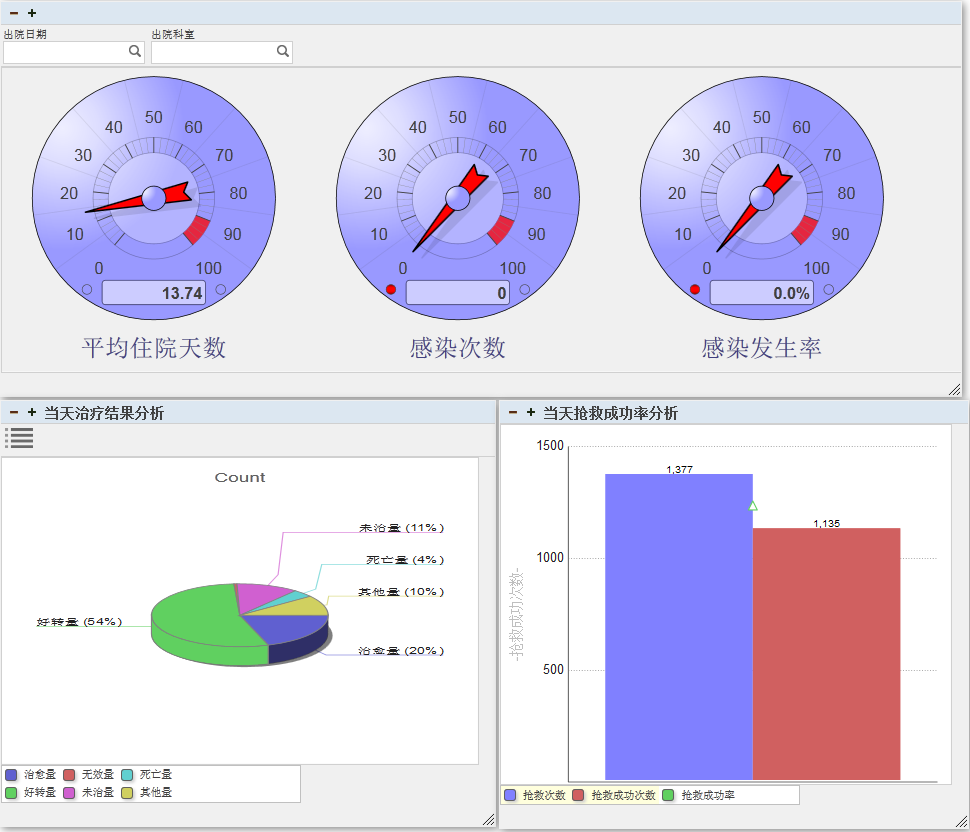 出院日期 出院科室
0 10 20 30 40 50 60 70 80 90 100
13.74
平均住院天数
0 10 20 30 40 50 60 70 80 90 100
0
感染次数
0 10 20 30 40 50 60 70 80 90 100
0.0%
感染发生率
当天治疗结果分析
Count
未治量 (11%)
死亡量 (4%)
其他量 (10%)
好转量 (54%)
治愈量 (20%)
治愈量 无效量 死亡量
好转量 未治量 其他量
当天抢救成功率分析
1500
1,377
1,135
1000
500
-抢救成功次数-
抢救次数 抢救成功次数 抢救成功率